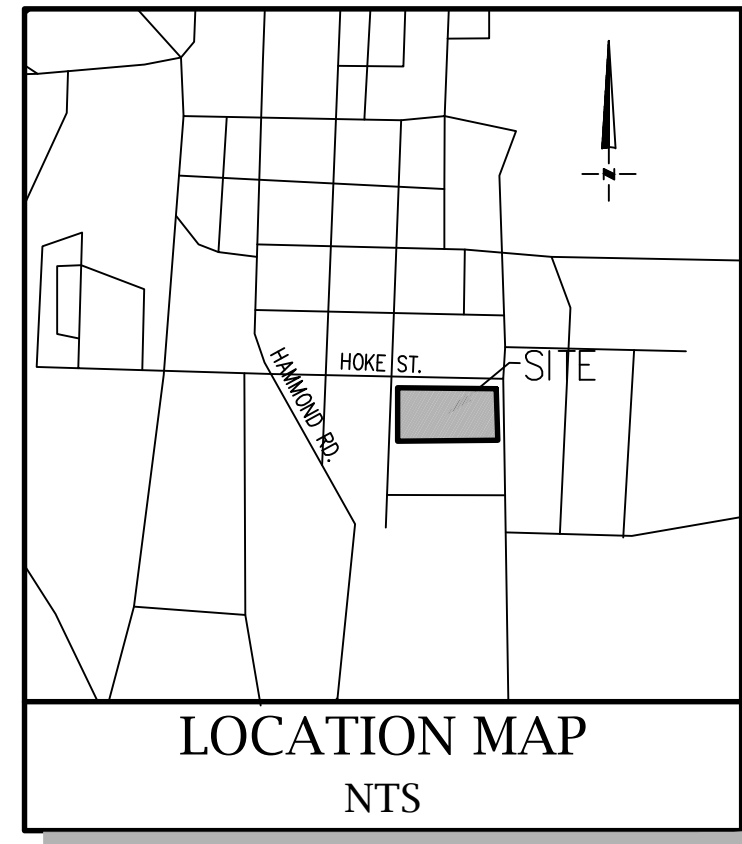 N
HOKE ST.
SITE
HAMMOND RD.
LOCATION MAP
NTS